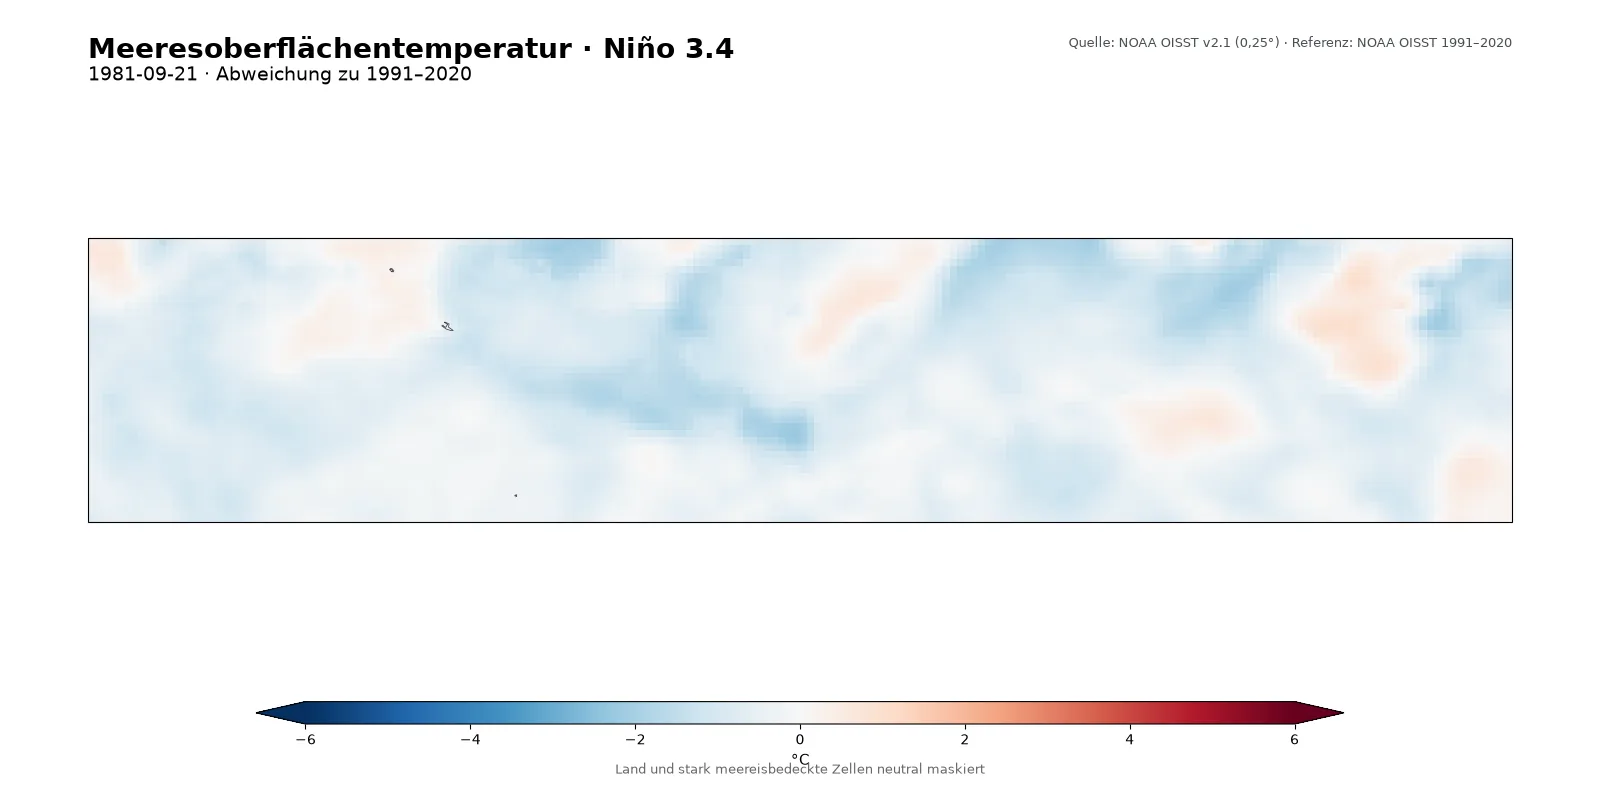 Meeresoberflächentemperatur · Niño 3.4
1981-09-21 · Abweichung zu 1991–2020
Quelle: NOAA OISST v2.1 (0,25°) · Referenz: NOAA OISST 1991–2020
−6 −4 −2 0 2 4 6
°C
Land und stark meereisbedeckte Zellen neutral maskiert